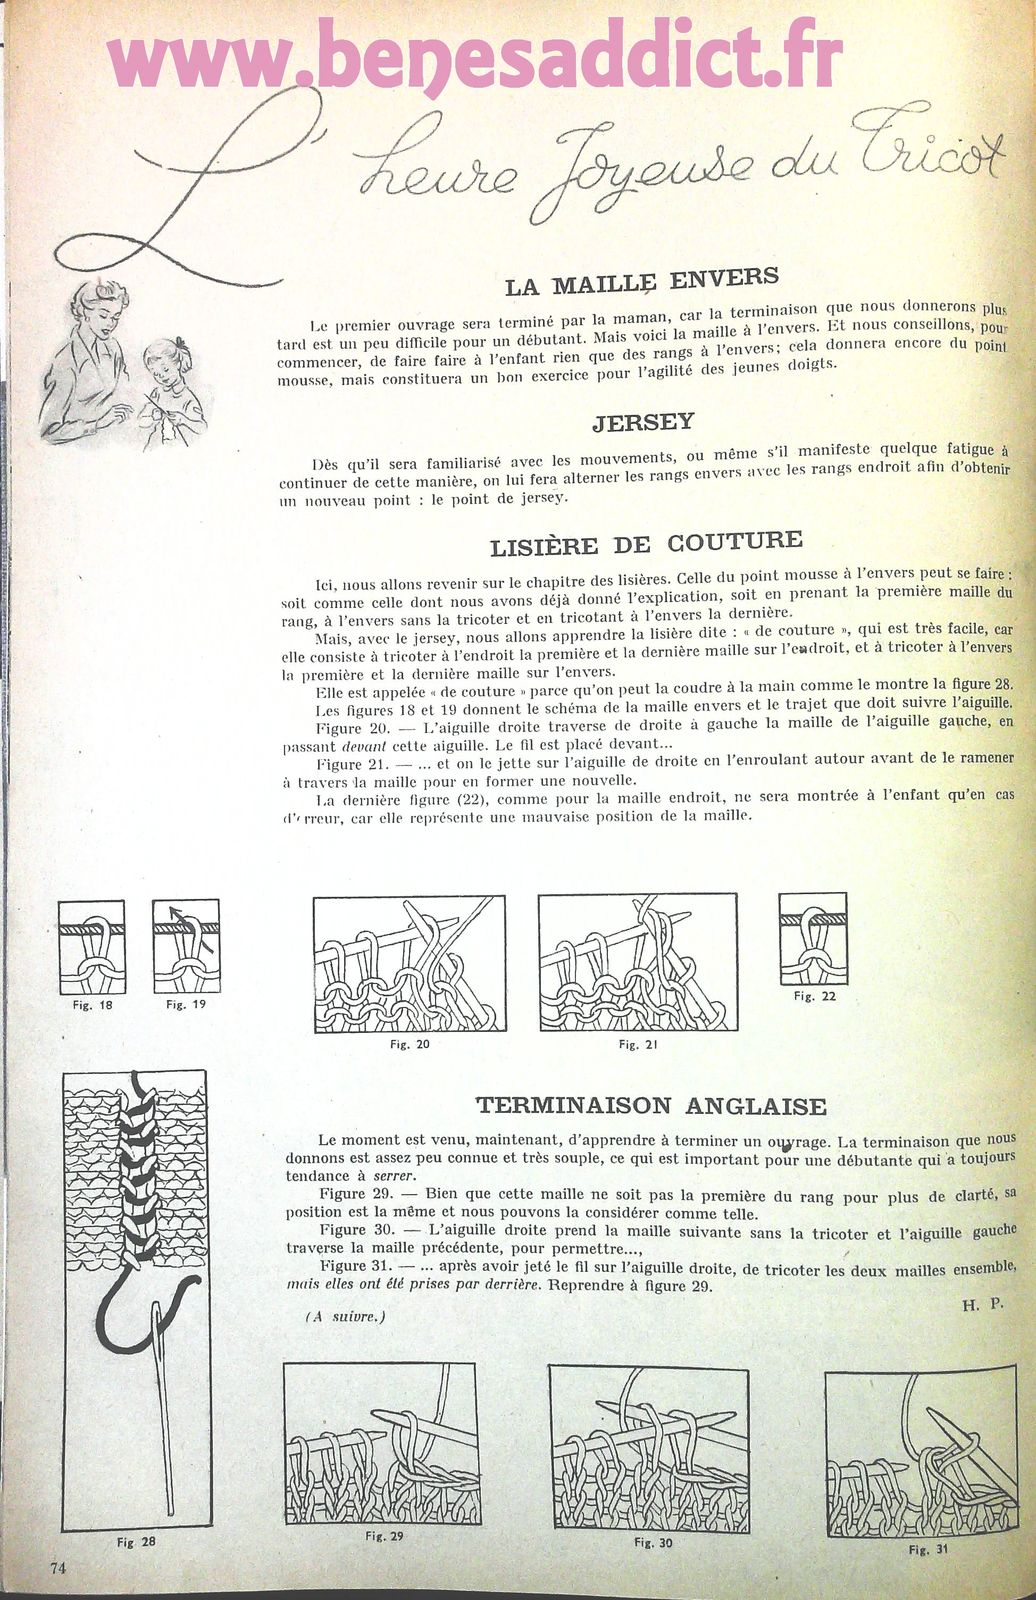 www.benesaddict.fr
L'heure Joyeuse du Tricot
LA MAILLE ENVERS
Le premier ouvrage sera terminé par la maman, car la terminaison que nous donnerons plus
tard est un peu difficile pour un débutant. Mais voici la maille à l'envers. Et nous conseillons, pour
commencer, de faire faire à l'enfant rien que des rangs à l'envers; cela donnera encore du point
mousse, mais constituera un bon exercice pour l'agilité des jeunes doigts.
JERSEY
Dès qu'il sera familiarisé avec les mouvements, ou même s'il manifeste quelque fatigue à
continuer de cette manière, on lui fera alterner les rangs envers avec les rangs endroit afin d'obtenir
un nouveau point : le point de jersey.
LISIÈRE DE COUTURE
Ici, nous allons revenir sur le chapitre des lisières. Celle du point mousse à l'envers peut se faire :
soit comme celle dont nous avons déjà donné l'explication, soit en prenant la première maille du
rang, à l'envers sans la tricoter et en tricotant à l'envers la dernière.
Mais, avec le jersey, nous allons apprendre la lisière dite : « de couture », qui est très facile, car
elle consiste à tricoter à l'endroit la première et la dernière maille sur l'endroit, et à tricoter à l'envers
la première et la dernière maille sur l'envers.
Elle est appelée « de couture » parce qu'on peut la coudre à la main comme le montre la figure 28.
Les figures 18 et 19 donnent le schéma de la maille envers et le trajet que doit suivre l'aiguille.
Figure 20. — L'aiguille droite traverse de droite à gauche la maille de l'aiguille gauche, en
passant devant cette aiguille. Le fil est placé devant...
Figure 21. — ... et on le jette sur l'aiguille de droite en l'enroulant autour avant de le ramener
à travers la maille pour en former une nouvelle.
La dernière figure (22), comme pour la maille endroit, ne sera montrée à l'enfant qu'en cas
d'erreur, car elle représente une mauvaise position de la maille.
Fig. 18
Fig. 19
Fig. 20
Fig. 21
Fig. 22
TERMINAISON ANGLAISE
Le moment est venu, maintenant, d'apprendre à terminer un ouvrage. La terminaison que nous
donnons est assez peu connue et très souple, ce qui est important pour une débutante qui a toujours
tendance à serrer.
Figure 29. — Bien que cette maille ne soit pas la première du rang pour plus de clarté, sa
position est la même et nous pouvons la considérer comme telle.
Figure 30. — L'aiguille droite prend la maille suivante sans la tricoter et l'aiguille gauche
traverse la maille précédente, pour permettre...,
Figure 31. — ... après avoir jeté le fil sur l'aiguille droite, de tricoter les deux mailles ensemble,
mais elles ont été prises par derrière. Reprendre à figure 29.
(A suivre.)
H. P.
Fig 28
Fig. 29
Fig. 30
Fig. 31
74